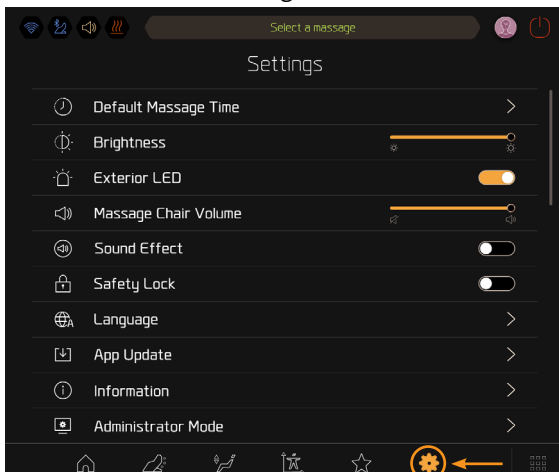 Select a massage
Settings
Default Massage Time
Brightness
Exterior LED
Massage Chair Volume
Sound Effect
Safety Lock
Language
App Update
Information
Administrator Mode